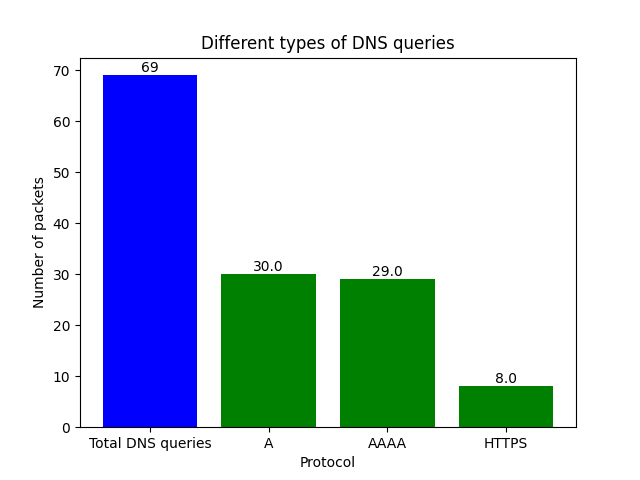 Different types of DNS queries
69
30.0
29.0
8.0
70
60
50
40
30
20
10
0
Number of packets
Total DNS queries
A
AAAA
HTTPS
Protocol